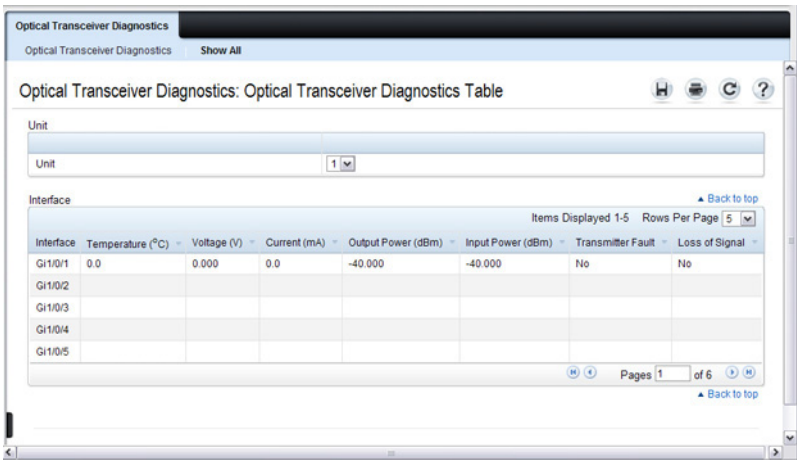 Optical Transceiver Diagnostics
Optical Transceiver Diagnostics Show All
Optical Transceiver Diagnostics: Optical Transceiver Diagnostics Table
Unit
Unit 1
Interface Back to top
Items Displayed 1-5 Rows Per Page 5
Interface Temperature (°C) Voltage (V) Current (mA) Output Power (dBm) Input Power (dBm) Transmitter Fault Loss of Signal
Gi1/0/1 0.0 0.000 0.0 -40.000 -40.000 No No
Gi1/0/2
Gi1/0/3
Gi1/0/4
Gi1/0/5
Pages 1 of 6
Back to top